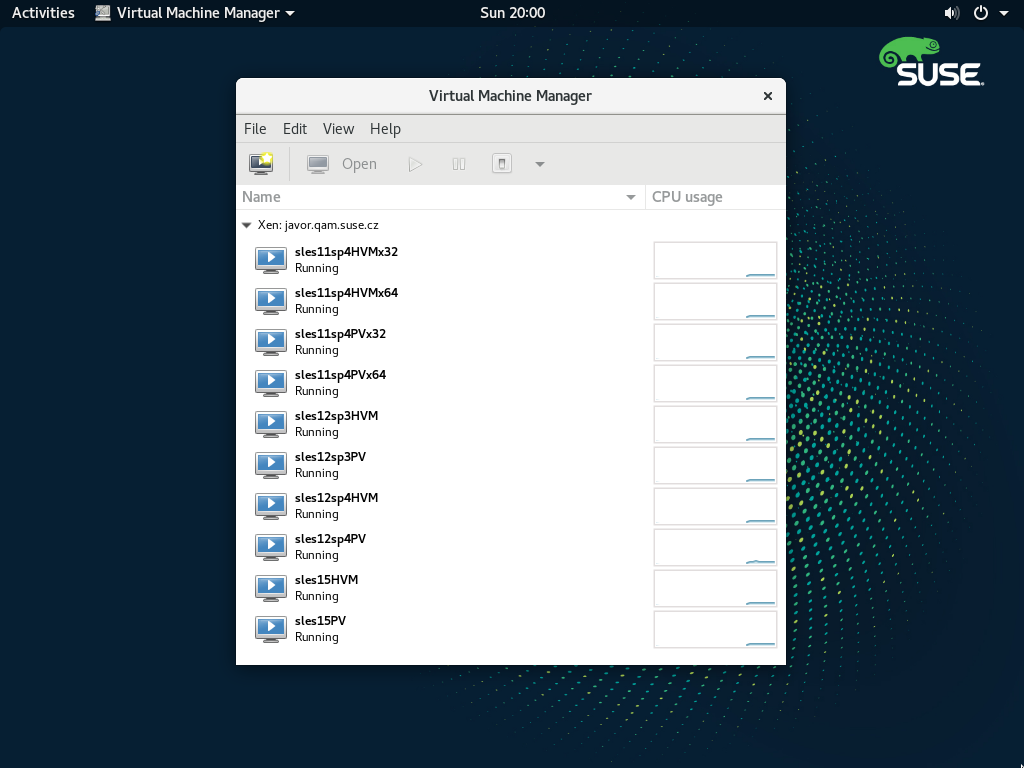 Activities Virtual Machine Manager Sun 20:00
SUSE
Virtual Machine Manager
File Edit View Help
Open
Name CPU usage
Xen: javor.qam.suse.cz
sles11sp4HVMx32
Running
sles11sp4HVMx64
Running
sles11sp4PVx32
Running
sles11sp4PVx64
Running
sles12sp3HVM
Running
sles12sp3PV
Running
sles12sp4HVM
Running
sles12sp4PV
Running
sles15HVM
Running
sles15PV
Running